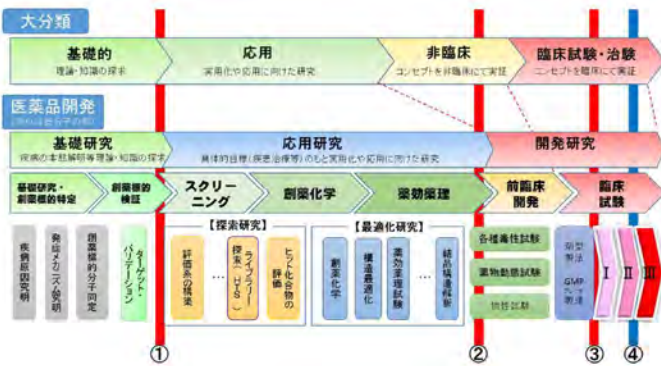 大分類
基礎的
理論・知識の探求
応用
実用化や応用に向けた研究
非臨床
コンセプトを非臨床にて実証
臨床試験・治験
コンセプトを臨床にて実証
医薬品開発
基礎研究
疾病の本態解明等理論・知識の探求
応用研究
具体的目標(疾患治療等)のもと実用化や応用に向けた研究
開発研究
基礎研究・
創薬標的特定
創薬標的
検証
スクリー
ニング
創薬化学
薬効薬理
前臨床
開発
臨床
試験
【探索研究】
【最適化研究】
疾病原因究明
発症メカニズム究明
創薬標的分子同定
ターゲット・
バリデーション
評価系の構築
…
ライブラリー
探索(HTS)
ヒット化合物の
評価
創薬化学
構造最適化
薬効薬理試験
…
結晶構造解析
各種毒性試験
薬物動態試験
物性試験
剤型
製法
GMP
製造
Ⅰ
Ⅱ
Ⅲ
①
②
③
④